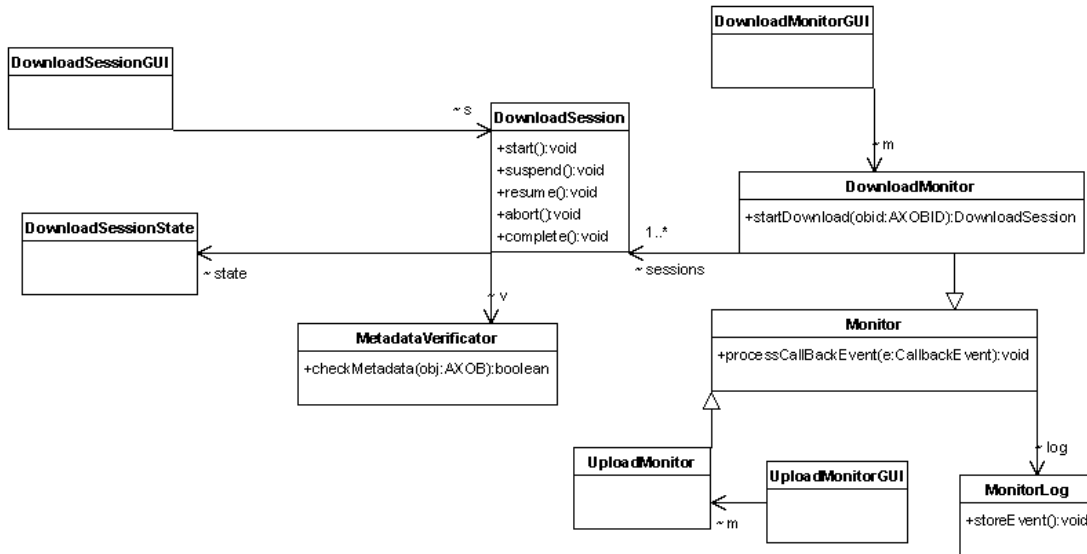 DownloadMonitorGUI
DownloadSessionGUI
~ s
DownloadSession
+start():void
+suspend():void
+resume():void
+abort():void
+complete():void
~ m
DownloadMonitor
+startDownload(obid:AXOBID):DownloadSession
DownloadSessionState
~ state
1..*
~ sessions
~ v
MetadataVerificator
+checkMetadata(obj:AXOB):boolean
Monitor
+processCallBackEvent(e:CallbackEvent):void
UploadMonitor
~ m
UploadMonitorGUI
~ log
MonitorLog
+storeEvent():void